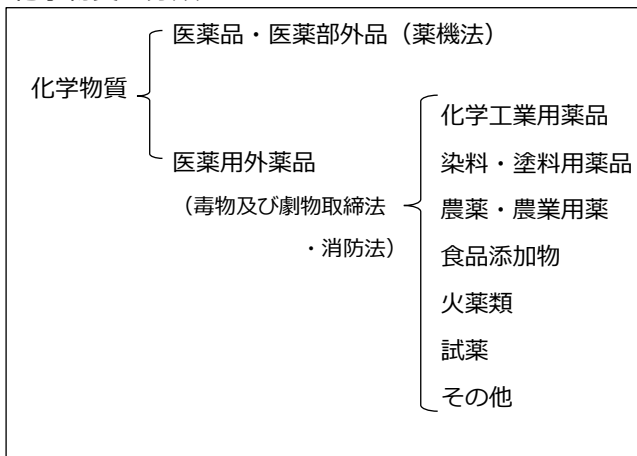 医薬品・医薬部外品（薬機法）
化学物質
化学工業用薬品
医薬用外薬品
染料・塗料用薬品
（毒物及び劇物取締法
農薬・農業用薬
・消防法）
食品添加物
火薬類
試薬
その他